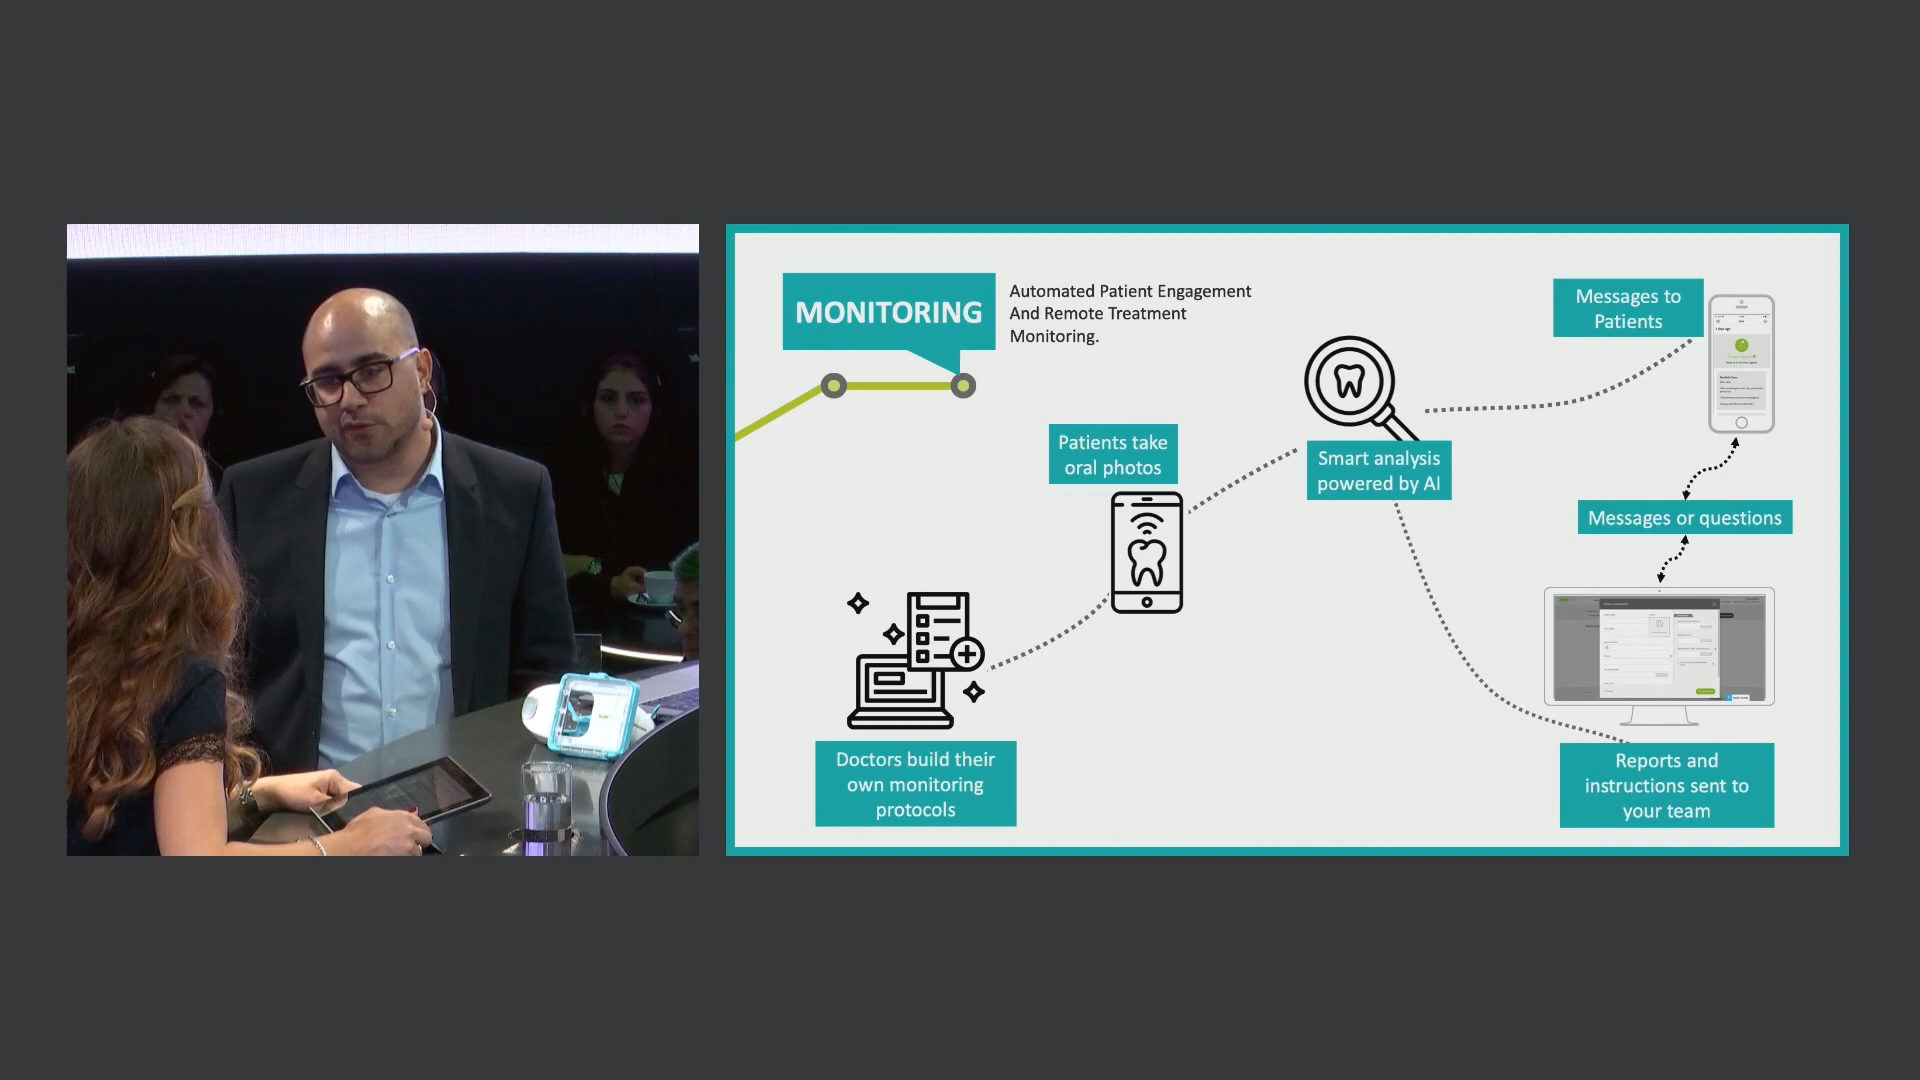 MONITORING
Automated Patient Engagement
And Remote Treatment
Monitoring.
Messages to
Patients
Patients take
oral photos
Smart analysis
powered by AI
Messages or questions
Doctors build their
own monitoring
protocols
Reports and
instructions sent to
your team